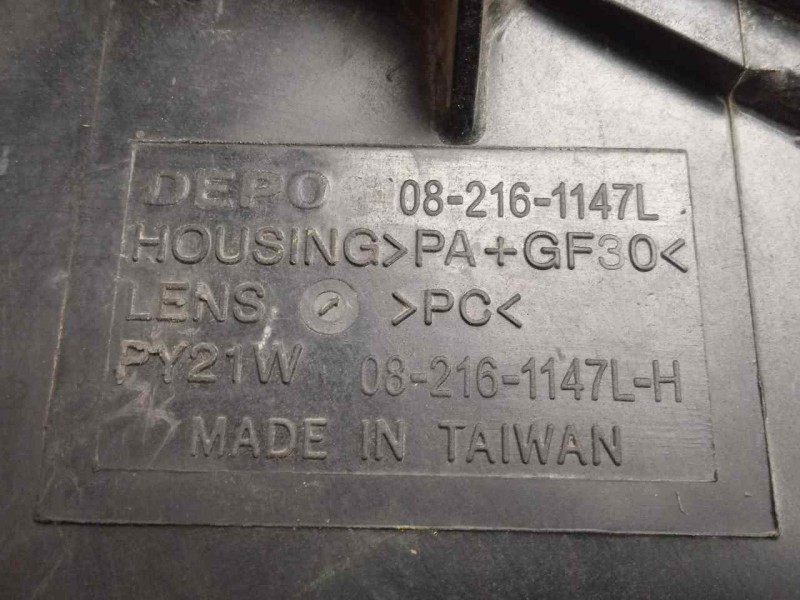 DEPO 08-216-1147L
HOUSING>PA+GF30<
LENS >PC<
PY21W 08-216-1147L-H
MADE IN TAIWAN